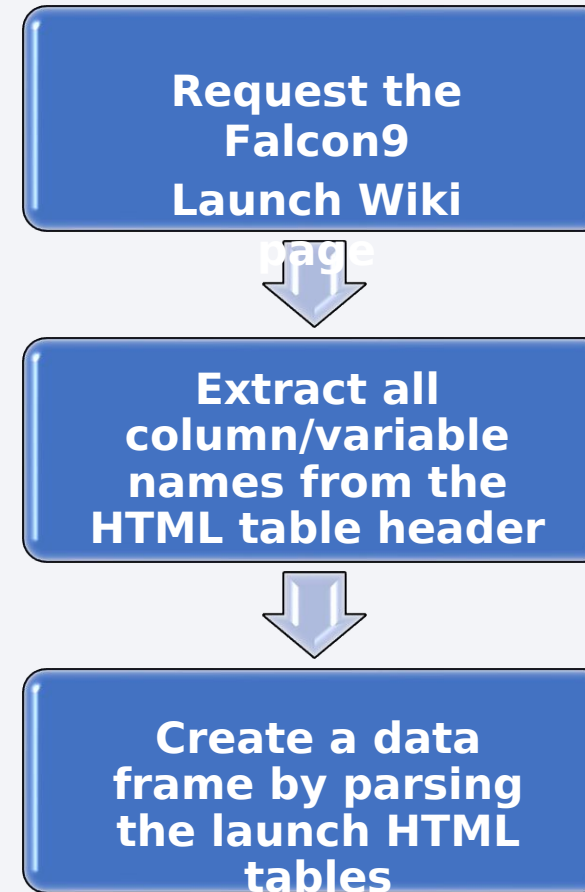 Request the
Falcon9
Launch Wiki
page
Extract all
column/variable
names from the
HTML table header
Create a data
frame by parsing
the launch HTML
tables